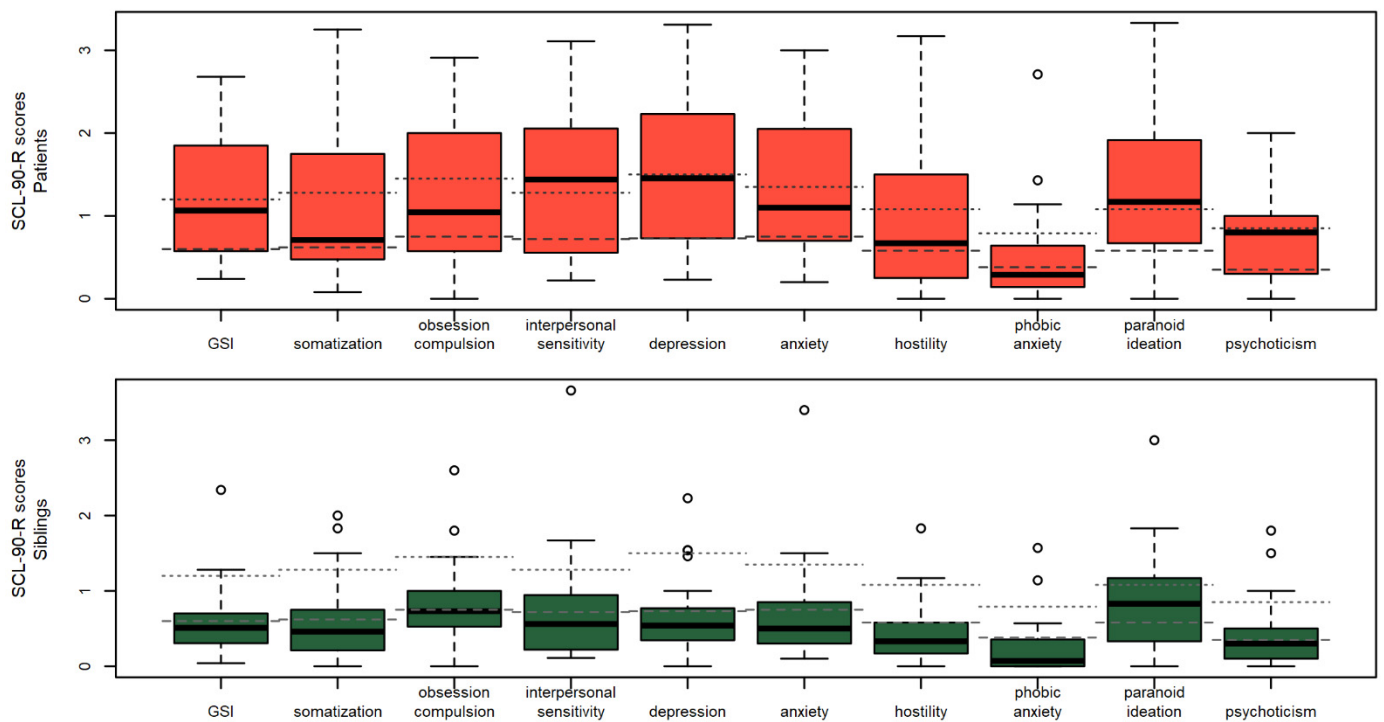 SCL-90-R scores
Patients
3
2
1
0
GSI
somatization
obsession
compulsion
interpersonal
sensitivity
depression
anxiety
hostility
phobic
anxiety
paranoid
ideation
psychoticism
SCL-90-R scores
Siblings
3
2
1
0
GSI
somatization
obsession
compulsion
interpersonal
sensitivity
depression
anxiety
hostility
phobic
anxiety
paranoid
ideation
psychoticism